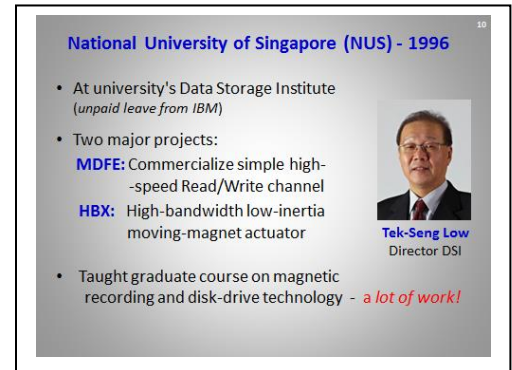 10
National University of Singapore (NUS) - 1996
• At university's Data Storage Institute
(unpaid leave from IBM)
• Two major projects:
MDFE: Commercialize simple high-
-speed Read/Write channel
HBX: High-bandwidth low-inertia
moving-magnet actuator
Tek-Seng Low
Director DSI
• Taught graduate course on magnetic
recording and disk-drive technology - a lot of work!